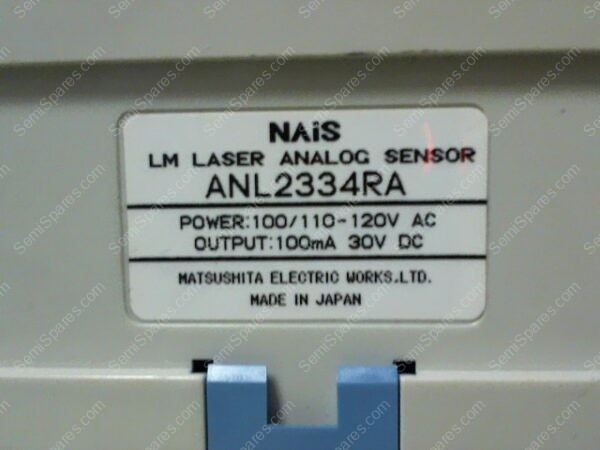 NAiS
LM LASER ANALOG SENSOR
ANL2334RA
POWER:100/110-120V AC
OUTPUT:100mA 30V DC
MATSUSHITA ELECTRIC WORKS.LTD.
MADE IN JAPAN
SemiSpares.com